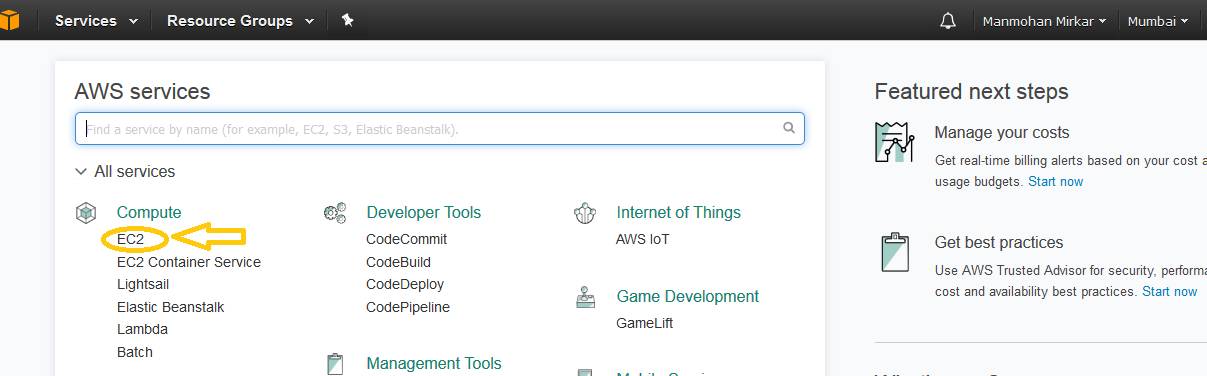 Services Resource Groups Manmohan Mirkar Mumbai
AWS services
Find a service by name (for example, EC2, S3, Elastic Beanstalk).
All services
Compute
EC2
EC2 Container Service
Lightsail
Elastic Beanstalk
Lambda
Batch
Developer Tools
CodeCommit
CodeBuild
CodeDeploy
CodePipeline
Management Tools
Internet of Things
AWS IoT
Game Development
GameLift
Featured next steps
Manage your costs
Get real-time billing alerts based on your cost a
usage budgets. Start now
Get best practices
Use AWS Trusted Advisor for security, performa
cost and availability best practices. Start now